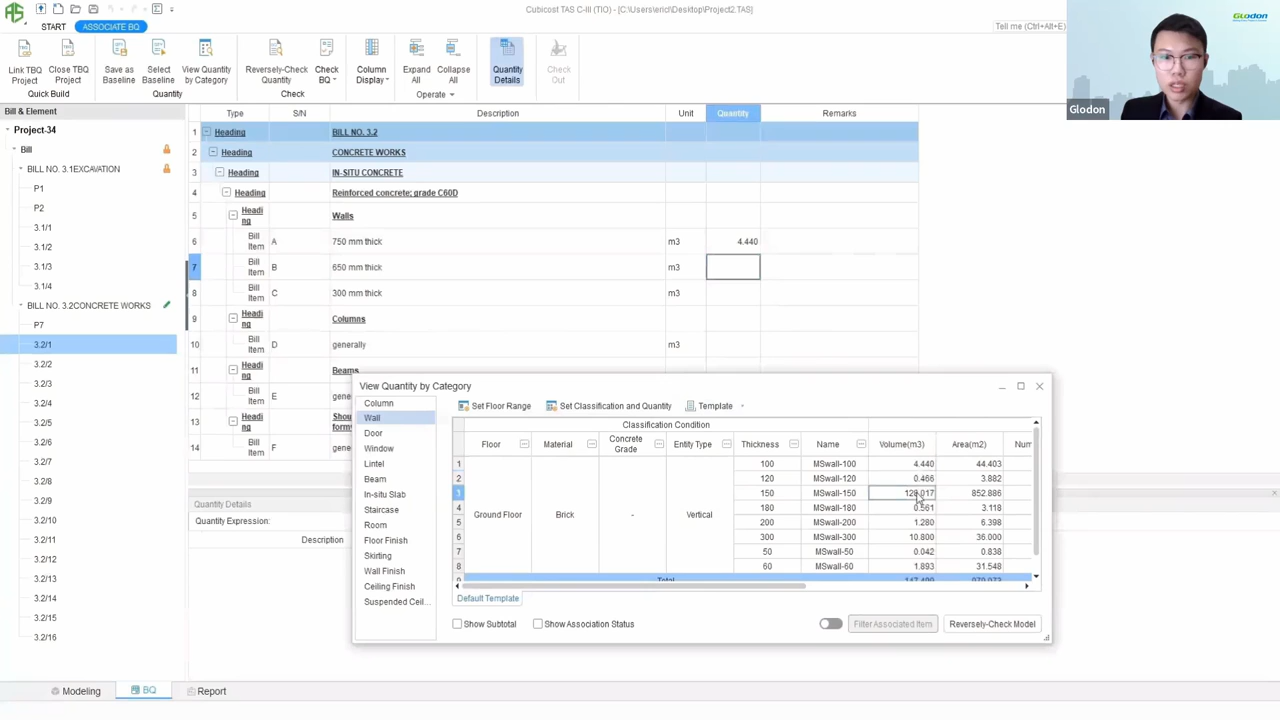 Cubicost TAS C-III (TIO) - [C:\Users\eric\Desktop\Project2.TAS]
START
ASSOCIATE BQ
Tell me (Ctrl+Alt+E)
Glodon
Link TBQ Project
Close TBQ Project
Save as Baseline
Select Baseline
View Quantity by Category
Reversely-Check Quantity
Check BQ
Column Display
Expand All
Collapse All
Quantity Details
Check Out
Quick Build
Quantity
Check
Operate
Glodon
Bill & Element
Type S/N Description Unit Quantity Remarks
Project-34
Bill
BILL NO. 3.1EXCAVATION
P1
P2
3.1/1
3.1/2
3.1/3
3.1/4
BILL NO. 3.2CONCRETE WORKS
P7
3.2/1
3.2/2
3.2/3
3.2/4
3.2/5
3.2/6
3.2/7
3.2/8
3.2/9
3.2/10
3.2/11
3.2/12
3.2/13
3.2/14
3.2/15
3.2/16
1 Heading BILL NO. 3.2
2 Heading CONCRETE WORKS
3 Heading IN-SITU CONCRETE
4 Heading Reinforced concrete; grade C60D
5 Heading Walls
6 Bill Item A 750 mm thick m3 4.440
7 Bill Item B 650 mm thick m3
8 Bill Item C 300 mm thick m3
9 Heading Columns
10 Bill Item D generally m3
11 Heading Beams
12 Bill Item E gene
13 Heading Shou
form
14 Bill Item F gene
Quantity Details
Quantity Expression:
Description
View Quantity by Category
Column
Wall
Door
Window
Lintel
Beam
In-situ Slab
Staircase
Room
Floor Finish
Skirting
Wall Finish
Ceiling Finish
Suspended Ceil...
Set Floor Range
Set Classification and Quantity
Template
Classification Condition
Floor Material Concrete Grade Entity Type Thickness Name Volume(m3) Area(m2) Num
1 100 MSwall-100 4.440 44.403
2 120 MSwall-120 0.466 3.882
3 150 MSwall-150 852.886
4 180 MSwall-180 0.561 3.118
Ground Floor Brick - Vertical
5 200 MSwall-200 1.280 6.398
6 300 MSwall-300 10.800 36.000
7 50 MSwall-50 0.042 0.838
8 60 MSwall-60 1.893 31.548
Total
Default Template
Show Subtotal
Show Association Status
Filter Associated Item
Reversely-Check Model
Modeling
BQ
Report